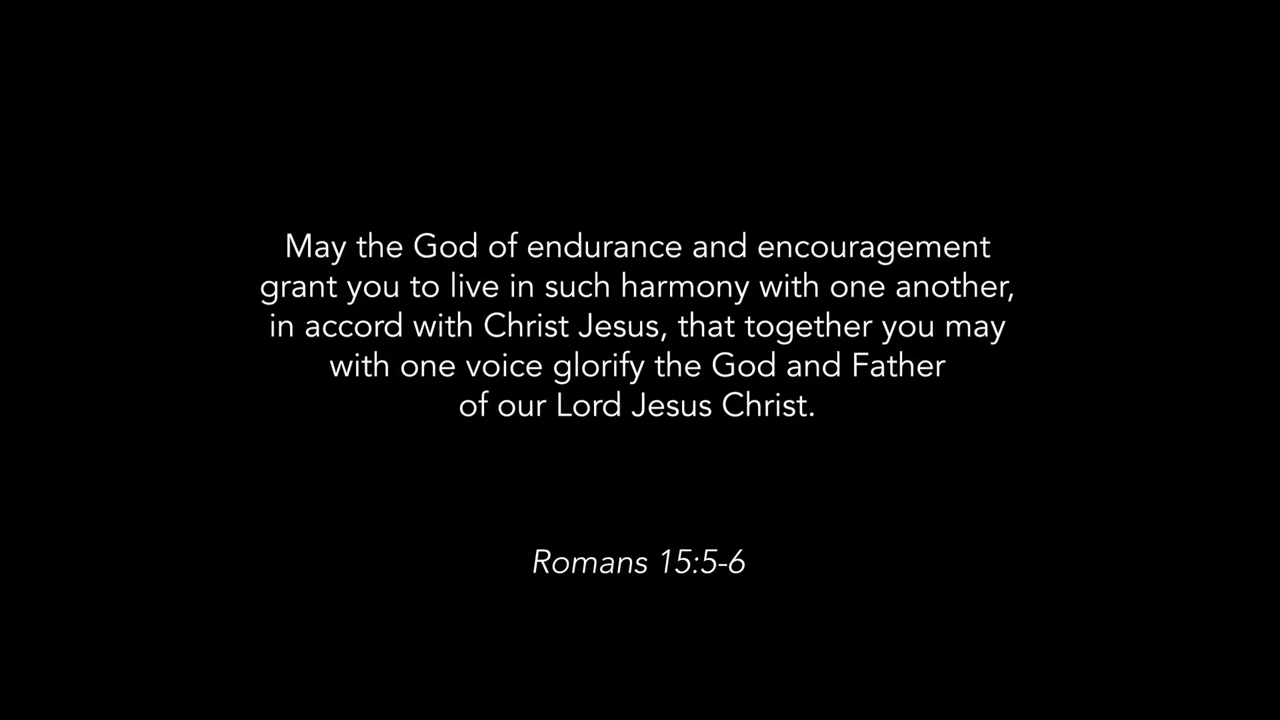 May the God of endurance and encouragement
grant you to live in such harmony with one another,
in accord with Christ Jesus, that together you may
with one voice glorify the God and Father
of our Lord Jesus Christ.
Romans 15:5-6